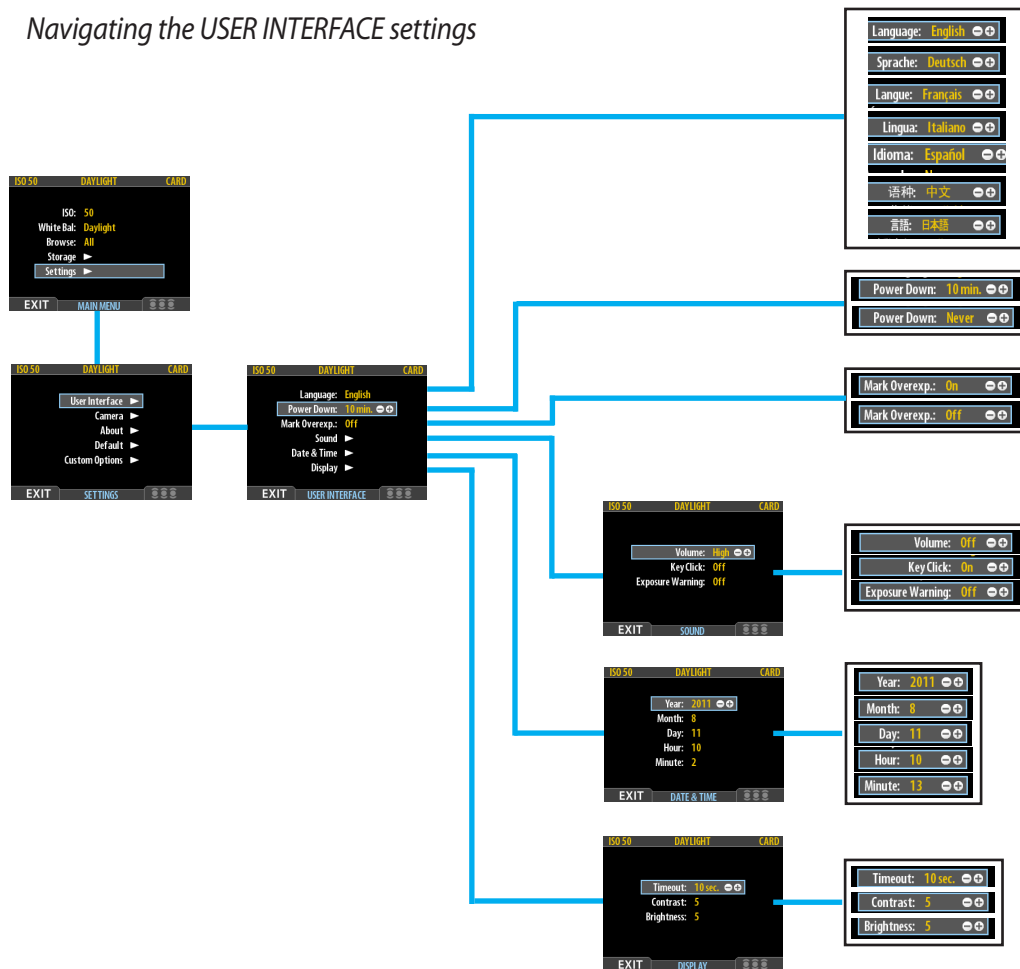 Navigating the USER INTERFACE settings
Language: English
Sprache: Deutsch
Langue: Français
Lingua: Italiano
Idioma: Español
语种: 中文
言語: 日本語
ISO 50 DAYLIGHT CARD
ISO: 50
White Bal: Daylight
Browse: All
Storage
Settings
EXIT MAIN MENU
Power Down: 10 min.
Power Down: Never
ISO 50 DAYLIGHT CARD
User Interface
Camera
About
Default
Custom Options
EXIT SETTINGS
ISO 50 DAYLIGHT CARD
Language: English
Power Down: 10 min.
Mark Overexp.: Off
Sound
Date & Time
Display
EXIT USER INTERFACE
Mark Overexp.: On
Mark Overexp.: Off
ISO 50 DAYLIGHT CARD
Volume: High
Key Click: Off
Exposure Warning: Off
EXIT SOUND
Volume: Off
Key Click: On
Exposure Warning: Off
ISO 50 DAYLIGHT CARD
Year: 2011
Month: 8
Day: 11
Hour: 10
Minute: 2
EXIT DATE & TIME
Year: 2011
Month: 8
Day: 11
Hour: 10
Minute: 13
ISO 50 DAYLIGHT CARD
Timeout: 10 sec.
Contrast: 5
Brightness: 5
EXIT DISPLAY
Timeout: 10 sec.
Contrast: 5
Brightness: 5